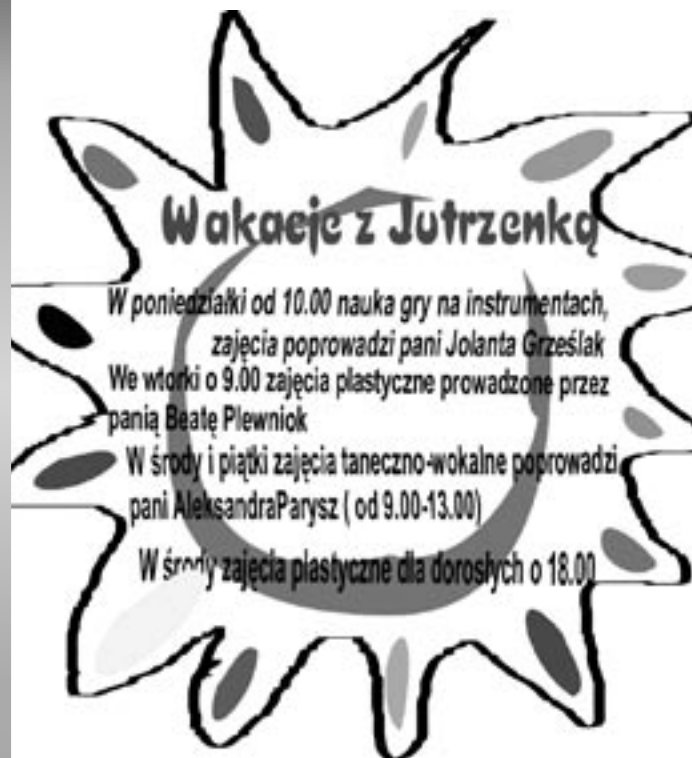 Wakacje z Jutrzenką
W poniedziałki od 10.00 nauka gry na instrumentach,
zajęcia poprowadzi pani Jolanta Grześlak
We wtorki o 9.00 zajęcia plastyczne prowadzone przez
panią Beatę Plewniok
W środy i piątki zajęcia taneczno-wokalne poprowadzi
pani AleksandraParysz ( od 9.00-13.00)
W środy zajęcia plastyczne dla dorosłych o 18.00